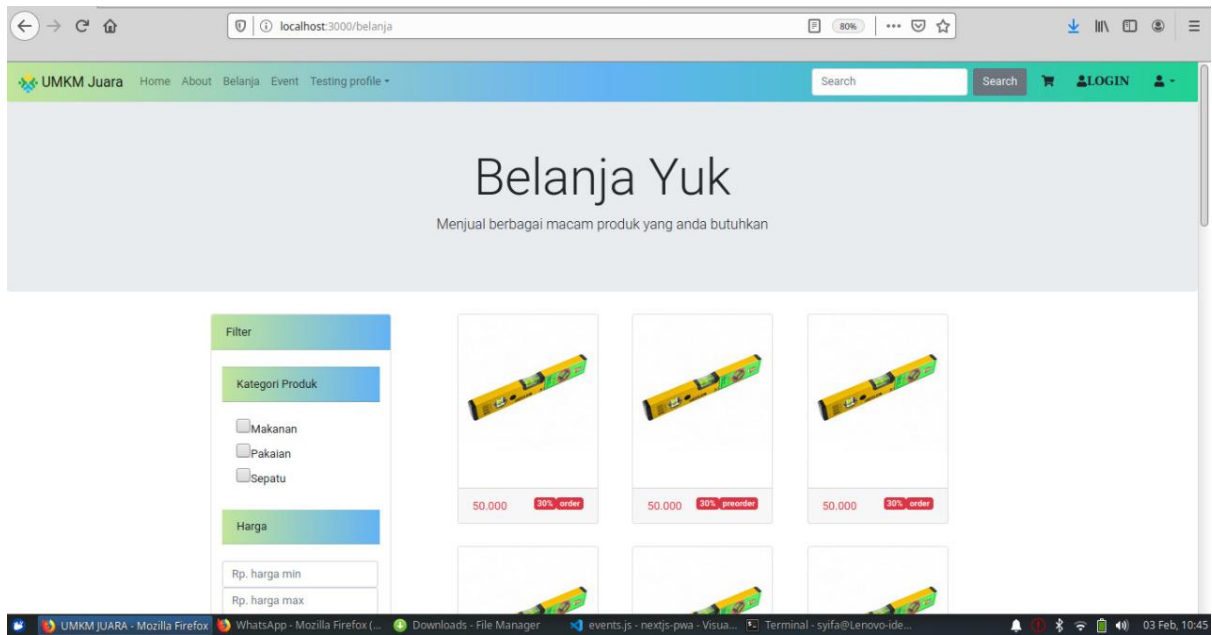 localhost:3000/belanja
80%
UMKM Juara Home About Belanja Event Testing profile Search Search LOGIN
Belanja Yuk
Menjual berbagai macam produk yang anda butuhkan
Filter
Kategori Produk
Makanan
Pakaian
Sepatu
Harga
Rp. harga min
Rp. harga max
50.000 30% order
50.000 30% preorder
50.000 30% order
UMKM JUARA - Mozilla Firefox WhatsApp - Mozilla Firefox (... Downloads - File Manager events.js - nextjs-pwa - Visua... Terminal - syifa@Lenovo-ide... 03 Feb, 10:45